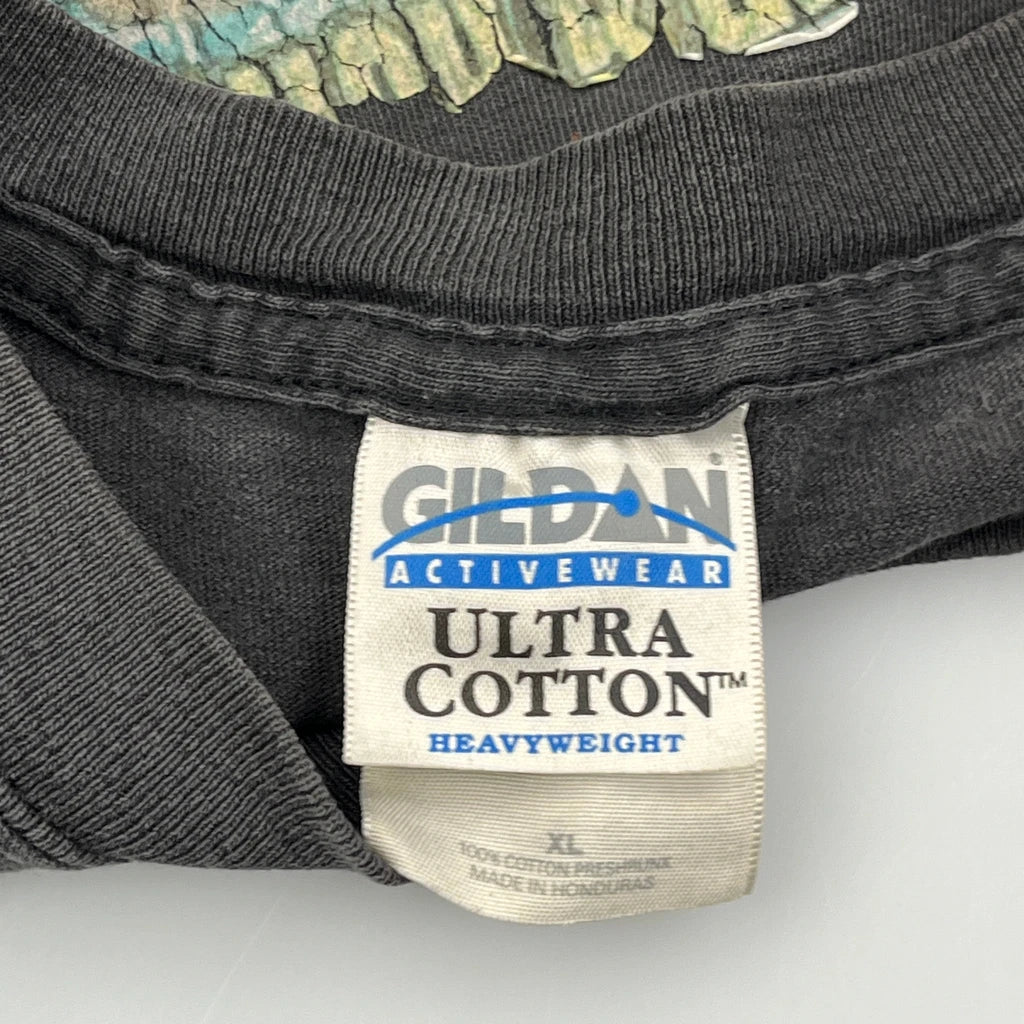 GILDAN®
ACTIVEWEAR
ULTRA
COTTON™
HEAVYWEIGHT
XL
100% COTTON PRESHRUNK
MADE IN HONDURAS